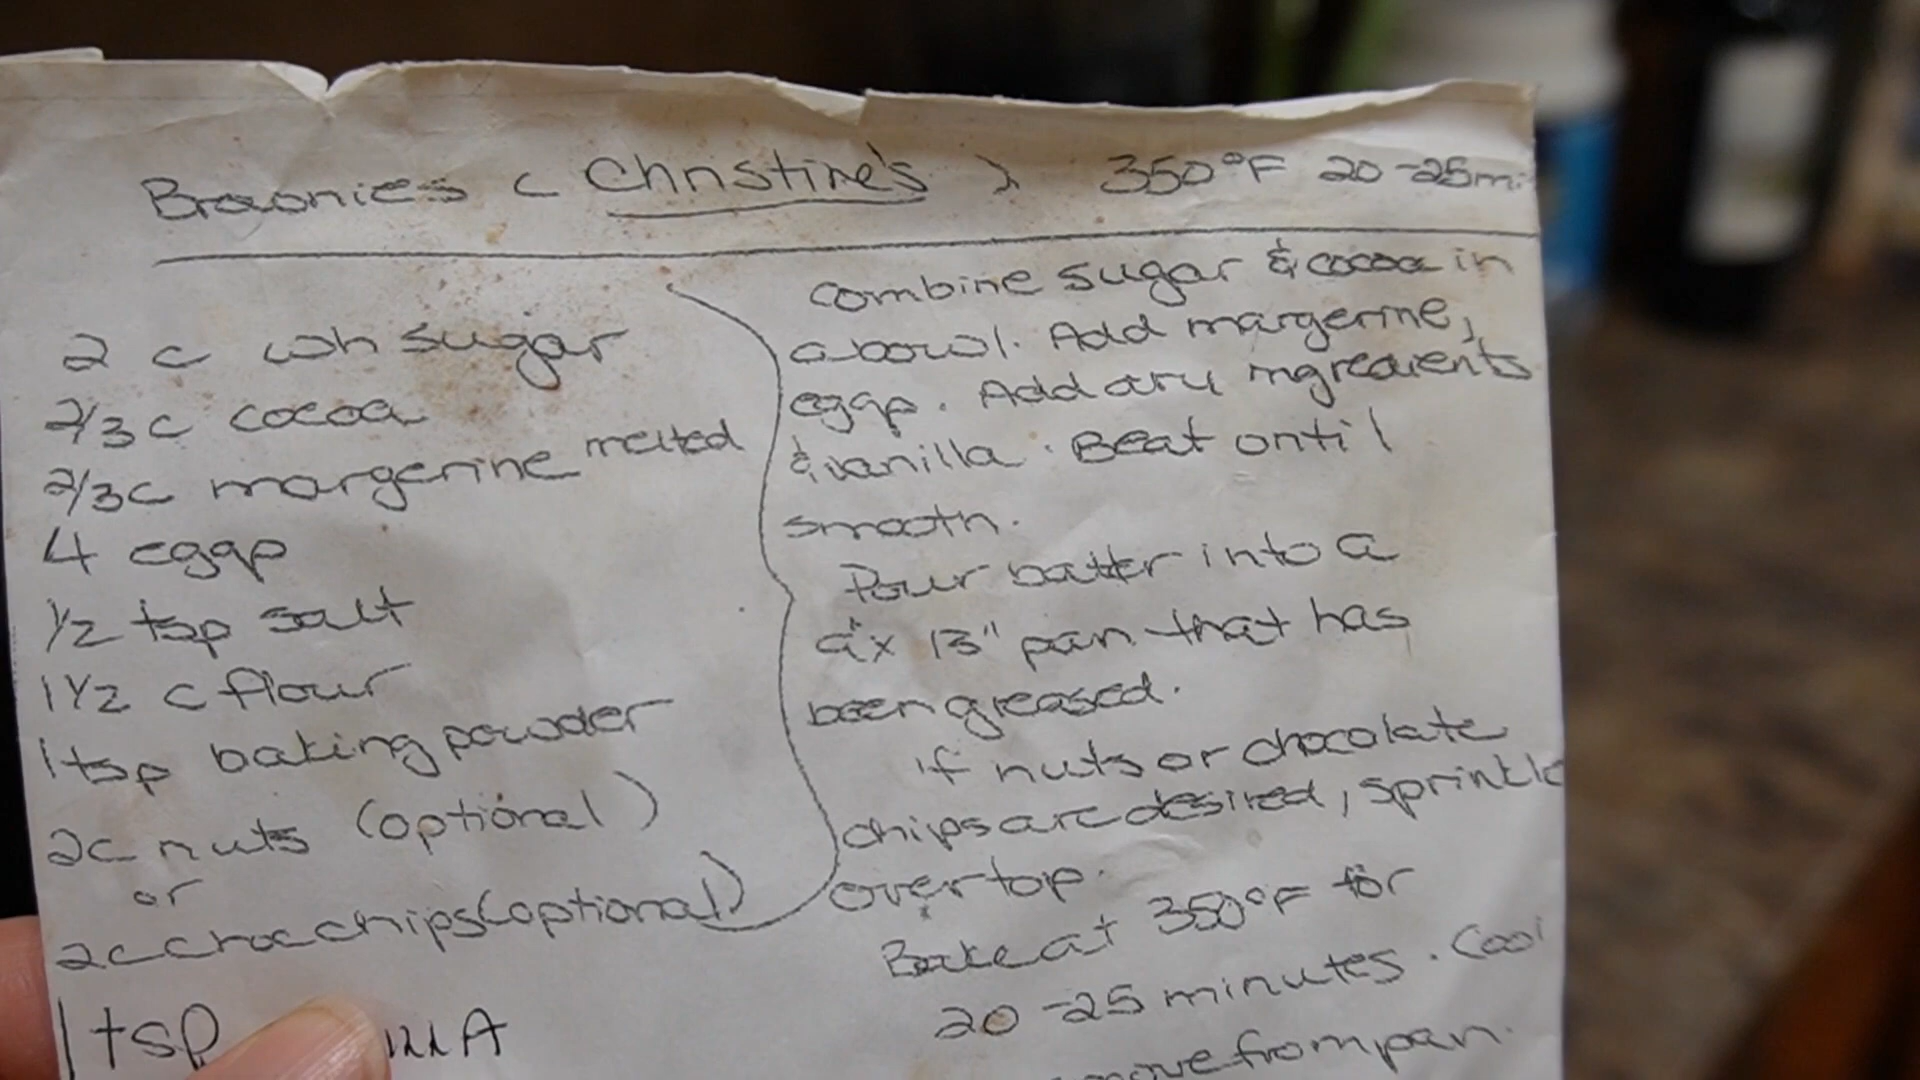 Brownies (Christine's) 350°F 20-25m
2 c wh sugar
2/3 c cocoa
2/3 c margerine melted
4 eggs
1/2 tsp salt
1 1/2 c flour
1 tsp baking powder
2c nuts (optional)
or
2c choc chips (optional)
1 tsp
combine sugar & cocoa in
a bowl. Add margerine,
eggs. Add dry ingredients
& vanilla. Beat until
smooth.
Pour batter into a
9" x 13" pan that has
been greased.
if nuts or chocolate
chips are desired, sprinkle
over top.
Bake at 350°F for
20-25 minutes. Cool
from pan.